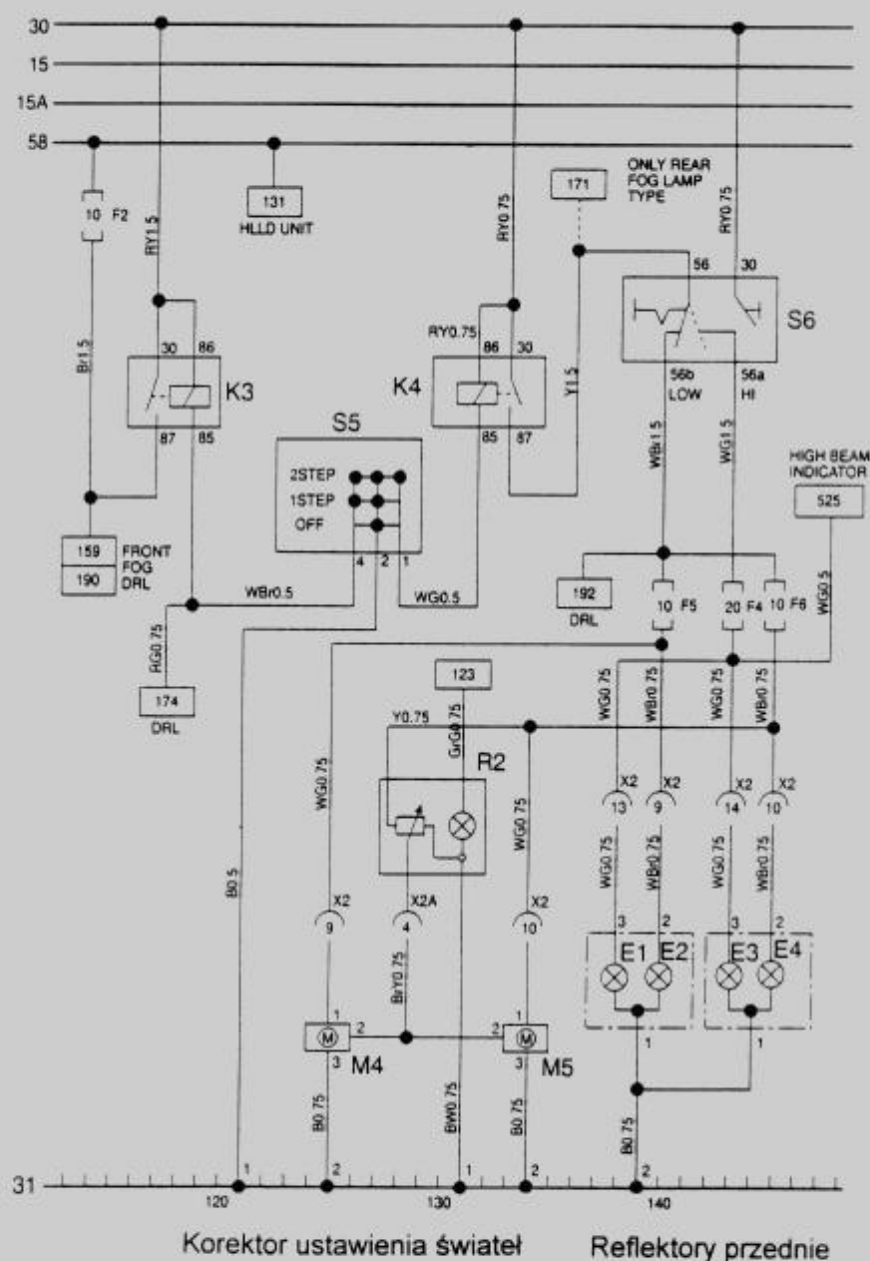 30
15
15A
58
ONLY REAR
FOG LAMP
TYPE
171
131
HLLD UNIT
10 F2
RY1.5
RY0.75
RY0.75
56 30
S6
Br1.5
30 86
K3
87 85
RY0.75
86 30
K4
85 87
Y1.5
56b 56a
LOW HI
S5
2STEP
1STEP
OFF
4 2 1
WBr1.5
WG1.5
HIGH BEAM
INDICATOR
525
159
190
FRONT
FOG
DRL
WBr0.5
WG0.5
192
DRL
10 F5
20 F4
10 F6
WG0.5
RG0.75
174
DRL
123
Y0.75
GrG0.75
R2
WG0.75
WG0.75
WG0.75
WBr0.75
WG0.75
WBr0.75
X2 X2 X2 X2
13 9 14 10
B0.5
WG0.75
WBr0.75
WG0.75
WBr0.75
X2 X2A X2
9 4 10
3 2 3 2
E1 E2 E3 E4
BrY0.75
1 1
M 2 2 M
3 3
M4 M5
1 1
B0.75
BW0.75
B0.75
B0.75
1 2 1 2 2
31
120 130 140
Korektor ustawienia świateł Reflektory przednie